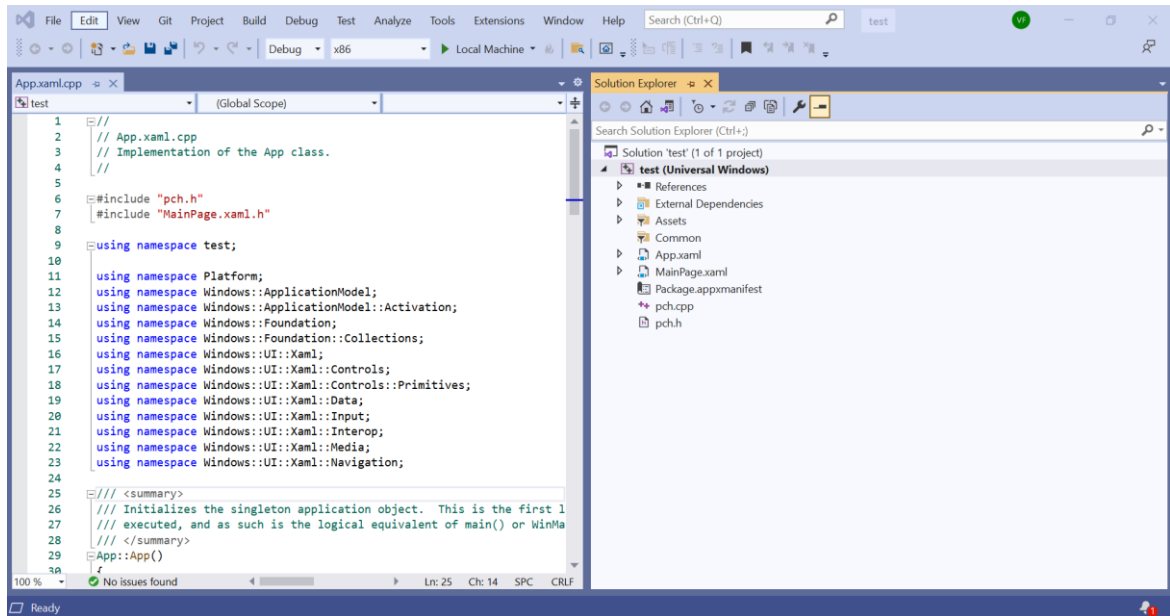 File Edit View Git Project Build Debug Test Analyze Tools Extensions Window Help Search (Ctrl+Q) test VF
Debug x86 Local Machine
App.xaml.cpp
test (Global Scope)
1 //
2 // App.xaml.cpp
3 // Implementation of the App class.
4 //
5
6 #include "pch.h"
7 #include "MainPage.xaml.h"
8
9 using namespace test;
10
11 using namespace Platform;
12 using namespace Windows::ApplicationModel;
13 using namespace Windows::ApplicationModel::Activation;
14 using namespace Windows::Foundation;
15 using namespace Windows::Foundation::Collections;
16 using namespace Windows::UI::Xaml;
17 using namespace Windows::UI::Xaml::Controls;
18 using namespace Windows::UI::Xaml::Controls::Primitives;
19 using namespace Windows::UI::Xaml::Data;
20 using namespace Windows::UI::Xaml::Input;
21 using namespace Windows::UI::Xaml::Interop;
22 using namespace Windows::UI::Xaml::Media;
23 using namespace Windows::UI::Xaml::Navigation;
24
25 /// <summary>
26 /// Initializes the singleton application object.  This is the first l
27 /// executed, and as such is the logical equivalent of main() or WinMa
28 /// </summary>
29 App::App()
30 {
100 % No issues found Ln: 25 Ch: 14 SPC CRLF
Solution Explorer
Search Solution Explorer (Ctrl+;)
Solution 'test' (1 of 1 project)
test (Universal Windows)
References
External Dependencies
Assets
Common
App.xaml
MainPage.xaml
Package.appxmanifest
pch.cpp
pch.h
Ready 1